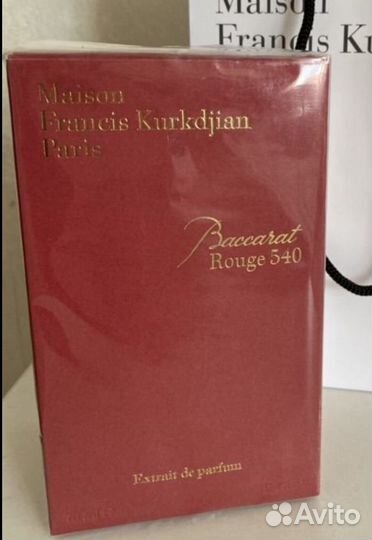 Maison
Francis Ku
Maison
Francis Kurkdjian
Paris
Baccarat
Rouge 540
Extrait de parfum
Avito